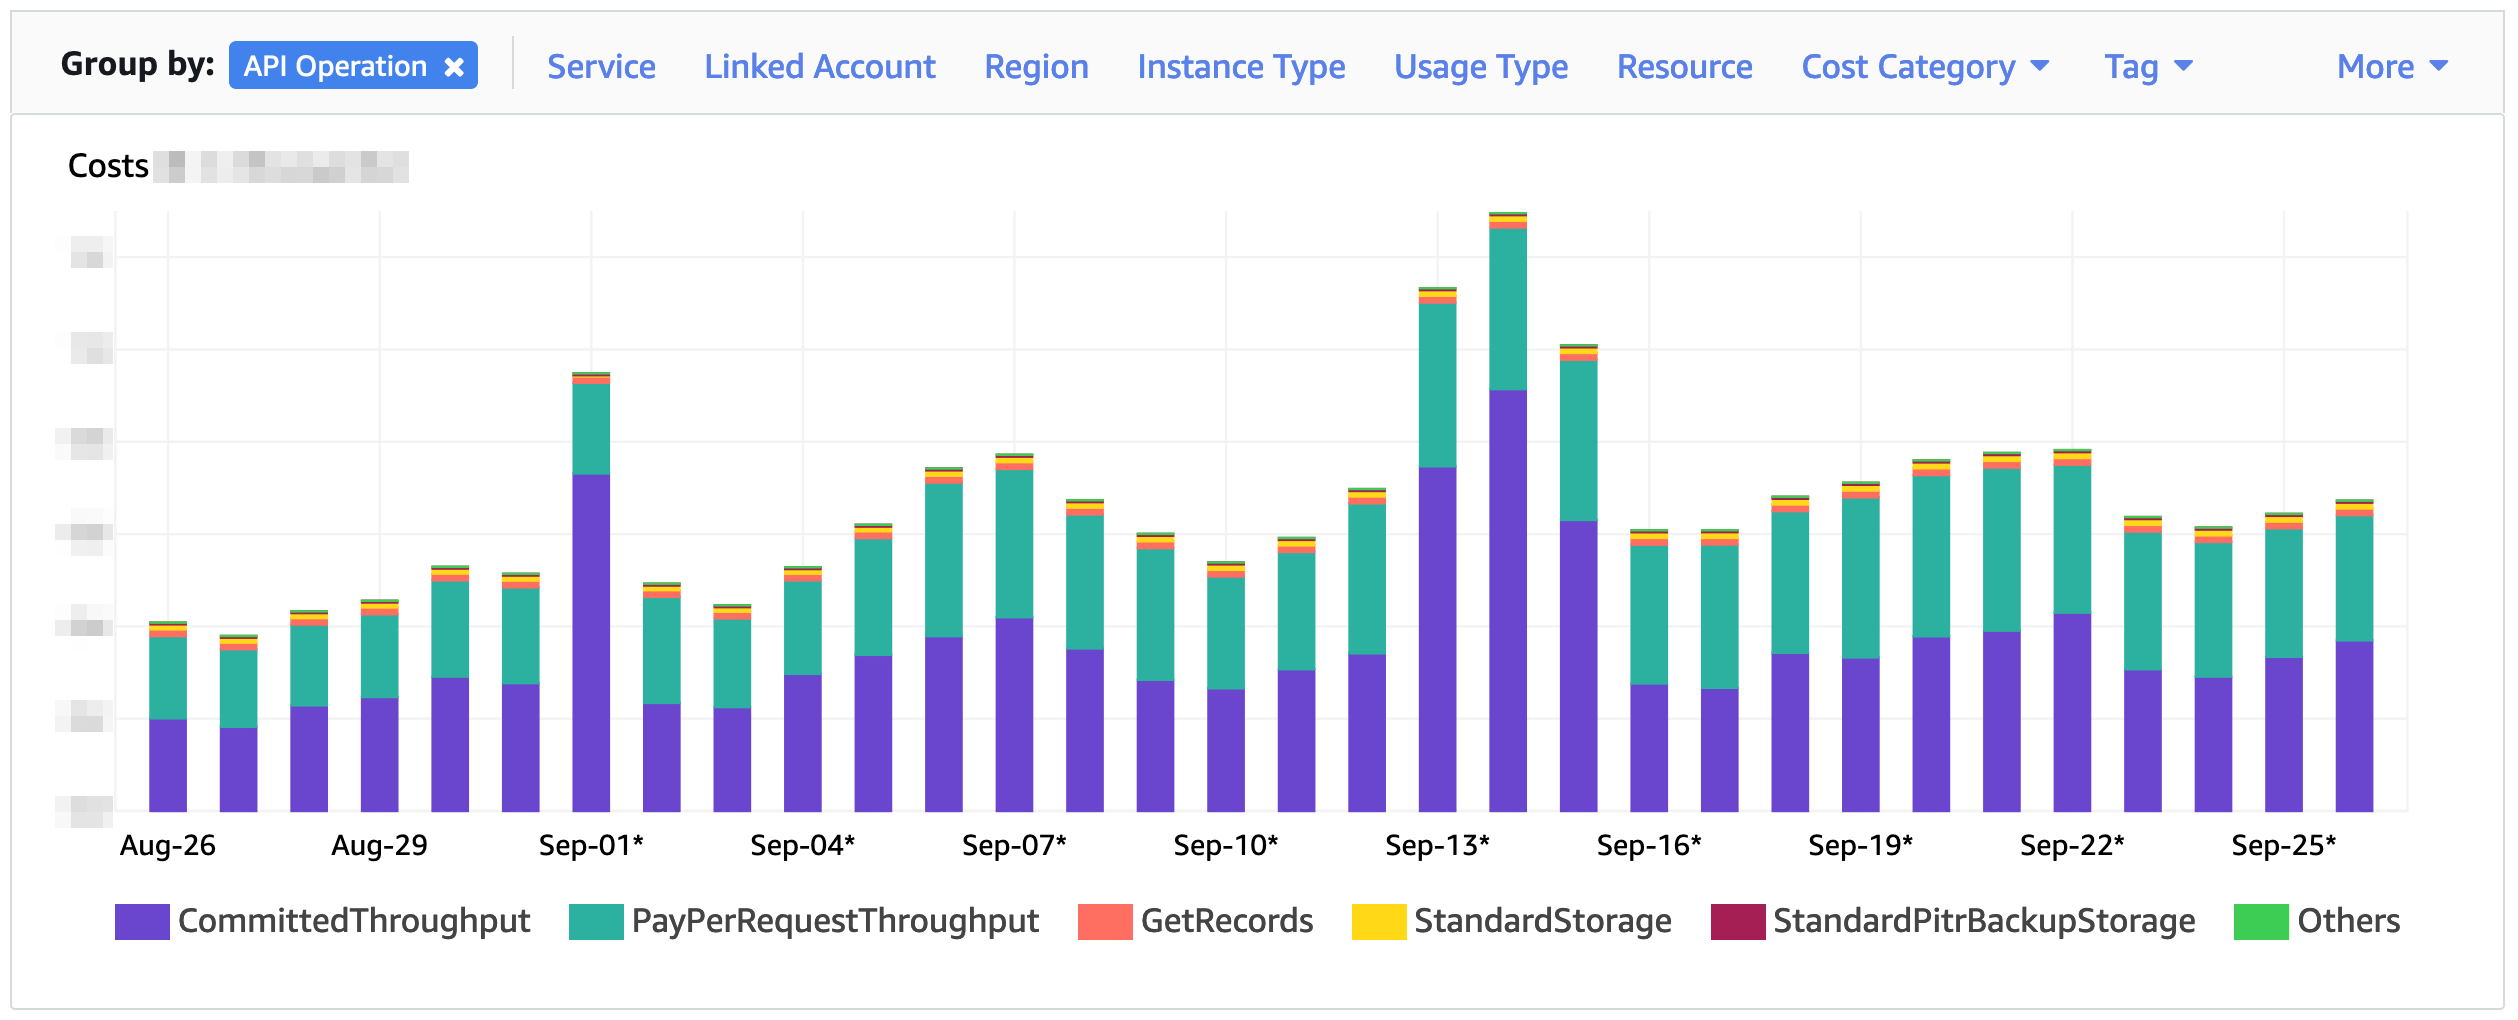 Group by: API Operation × Service Linked Account Region Instance Type Usage Type Resource Cost Category Tag More
Costs
Aug-26 Aug-29 Sep-01* Sep-04* Sep-07* Sep-10* Sep-13* Sep-16* Sep-19* Sep-22* Sep-25*
CommittedThroughput PayPerRequestThroughput GetRecords StandardStorage StandardPitrBackupStorage Others